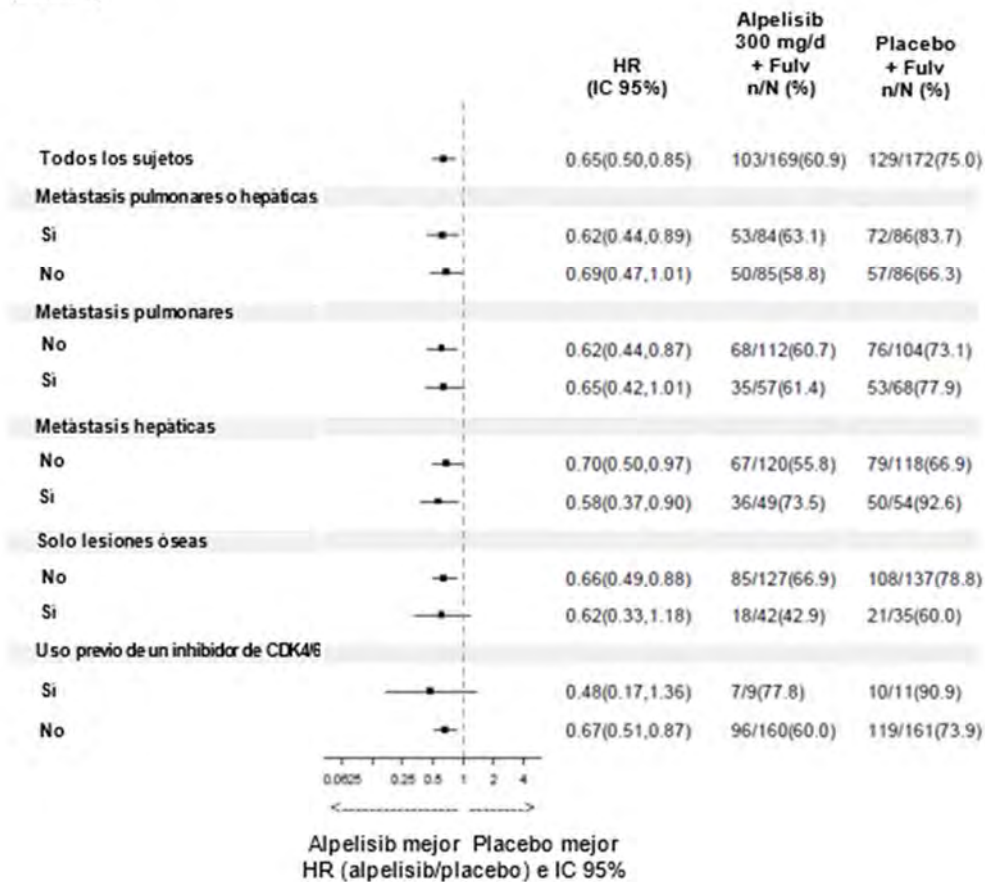 Alpelisib
300 mg/d
+ Fulv
n/N (%)
Placebo
+ Fulv
n/N (%)
HR
(IC 95%)
Todos los sujetos 0.65(0.50,0.85) 103/169(60.9) 129/172(75.0)
Metàstasis pulmonares o hepàticas
Sì 0.62(0.44,0.89) 53/84(63.1) 72/86(83.7)
No 0.69(0.47,1.01) 50/85(58.8) 57/86(66.3)
Metàstasis pulmonares
No 0.62(0.44,0.87) 68/112(60.7) 76/104(73.1)
Sì 0.65(0.42,1.01) 35/57(61.4) 53/68(77.9)
Metàstasis hepàticas
No 0.70(0.50,0.97) 67/120(55.8) 79/118(66.9)
Sì 0.58(0.37,0.90) 36/49(73.5) 50/54(92.6)
Solo lesiones òseas
No 0.66(0.49,0.88) 85/127(66.9) 108/137(78.8)
Sì 0.62(0.33,1.18) 18/42(42.9) 21/35(60.0)
Uso previo de un inhibidor de CDK4/6
Sì 0.48(0.17,1.36) 7/9(77.8) 10/11(90.9)
No 0.67(0.51,0.87) 96/160(60.0) 119/161(73.9)
0.0625 0.25 0.5 1 2 4
Alpelisib mejor Placebo mejor
HR (alpelisib/placebo) e IC 95%